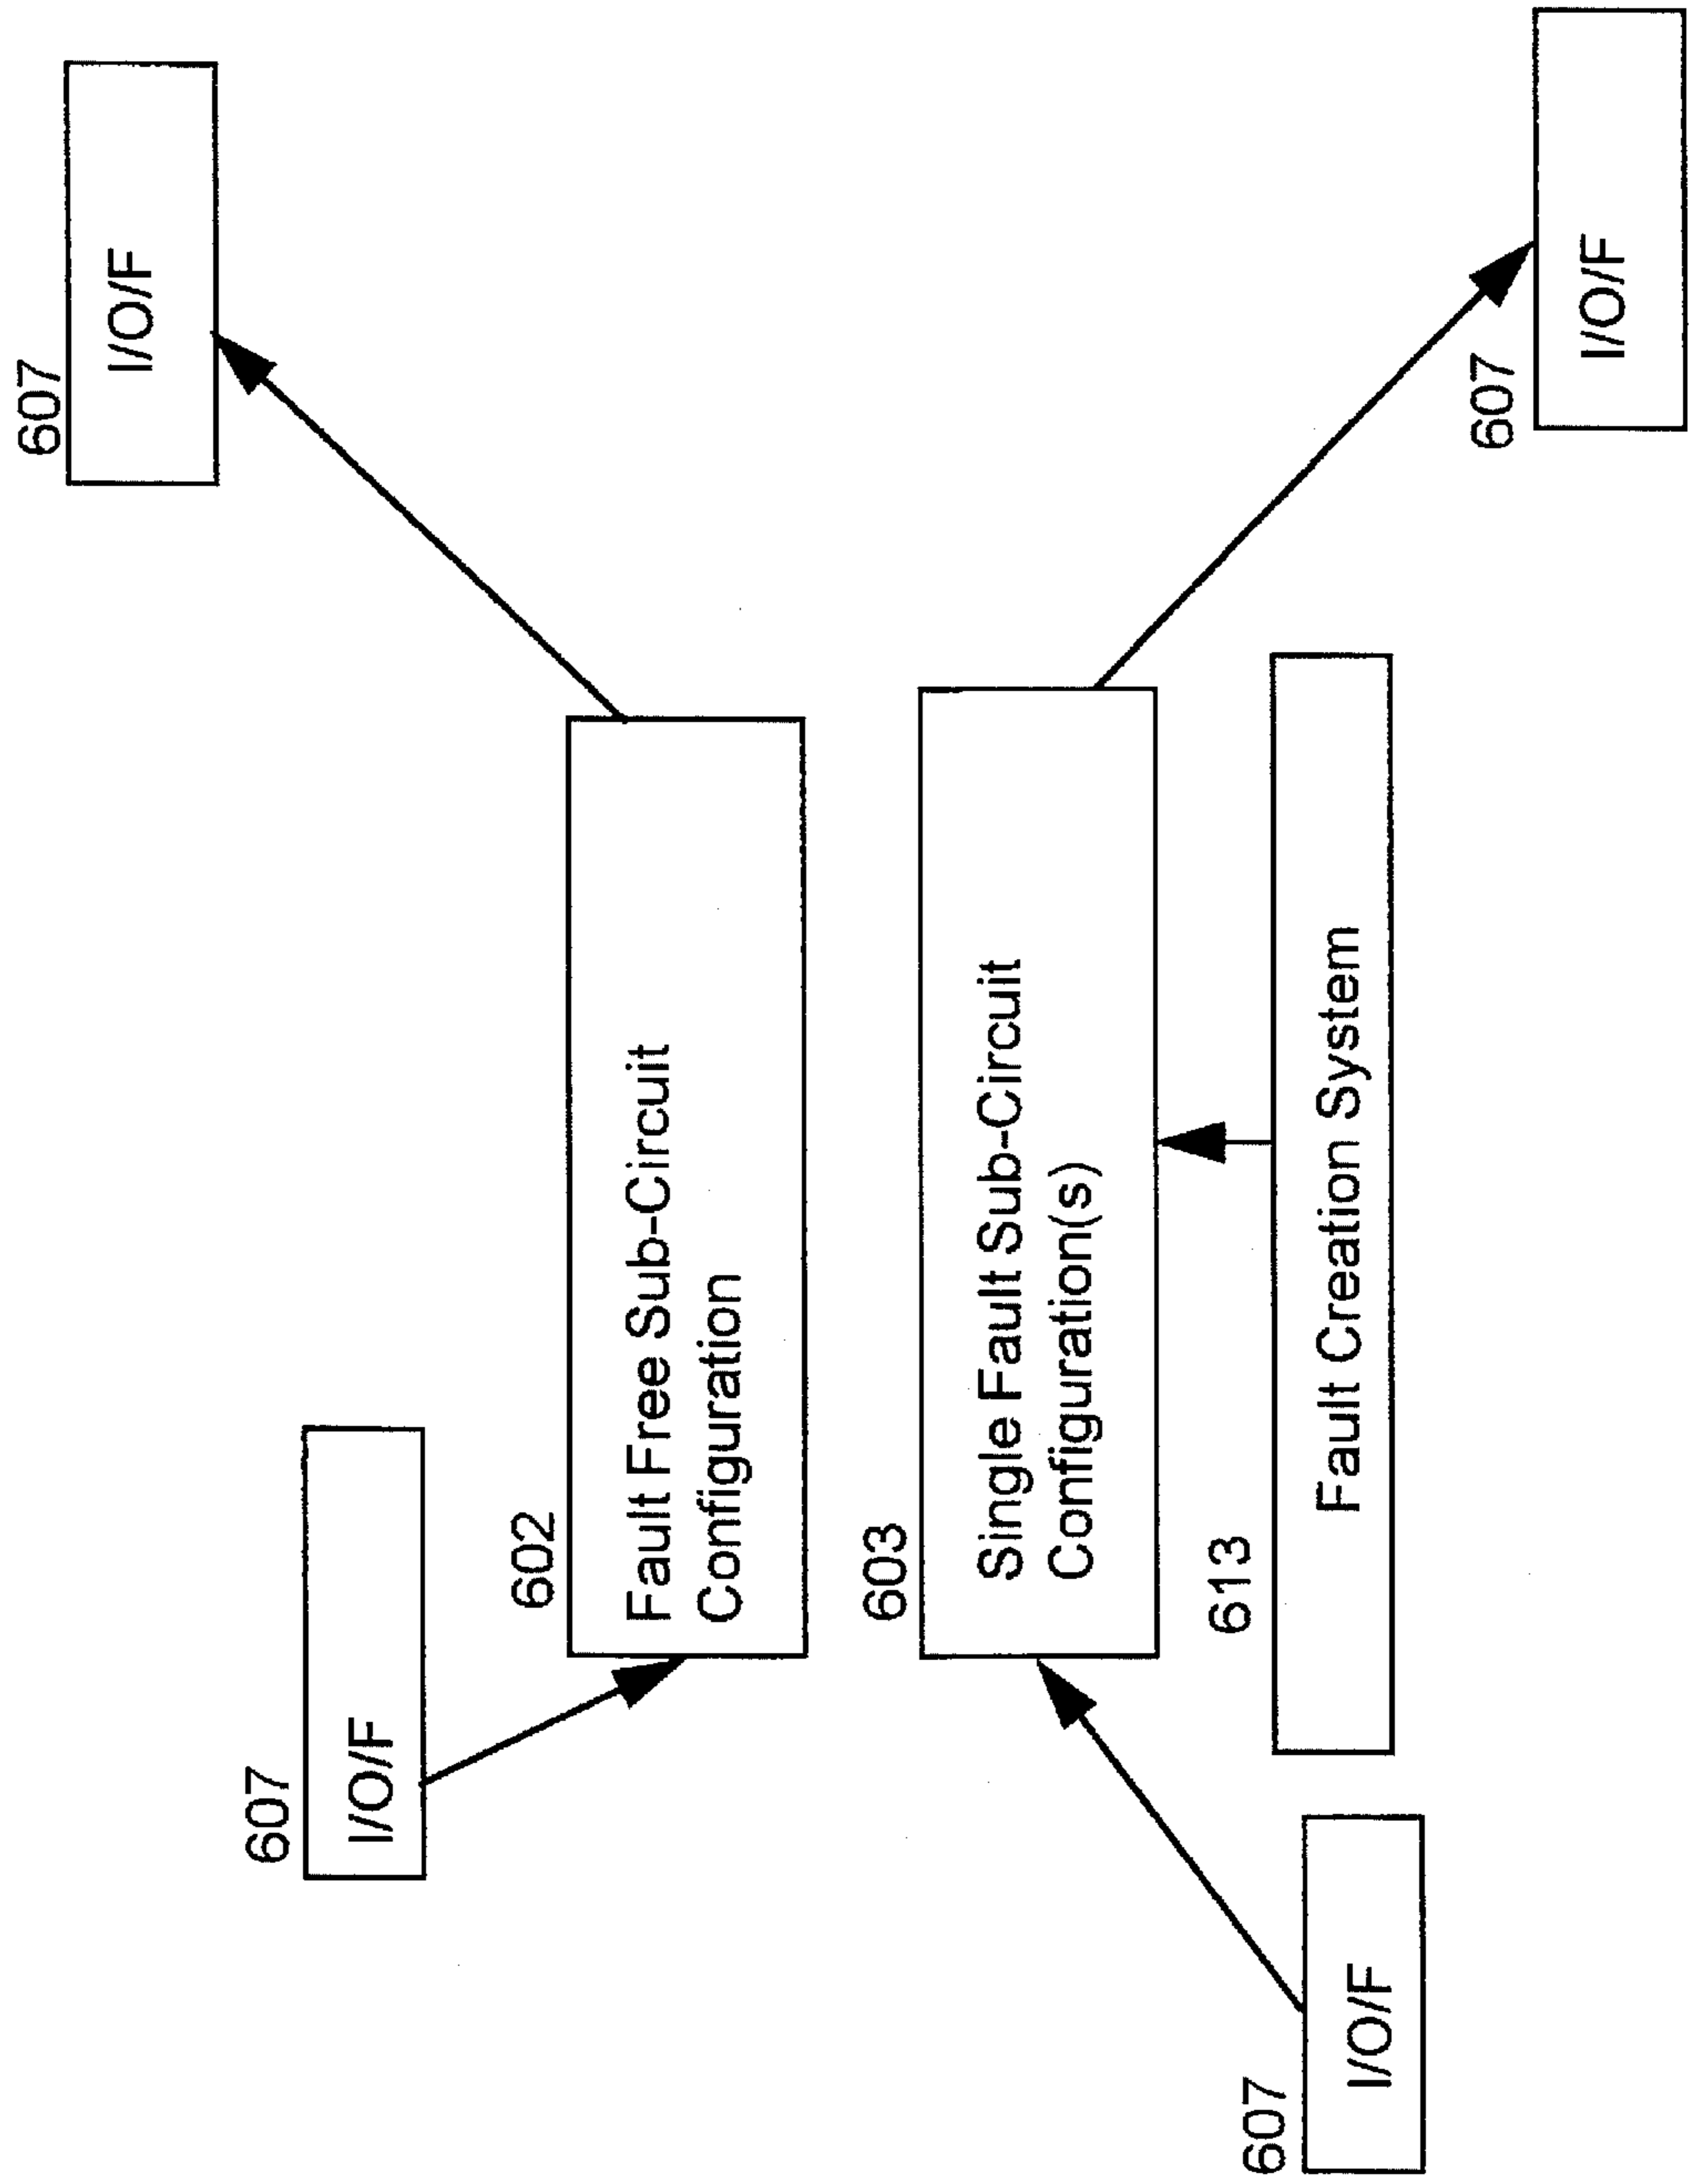 607
I/O/F
607
I/O/F
602
Fault Free Sub-Circuit
Configuration
603
Single Fault Sub-Circuit
Configuration(s)
613
Fault Creation System
607
I/O/F
607
I/O/F